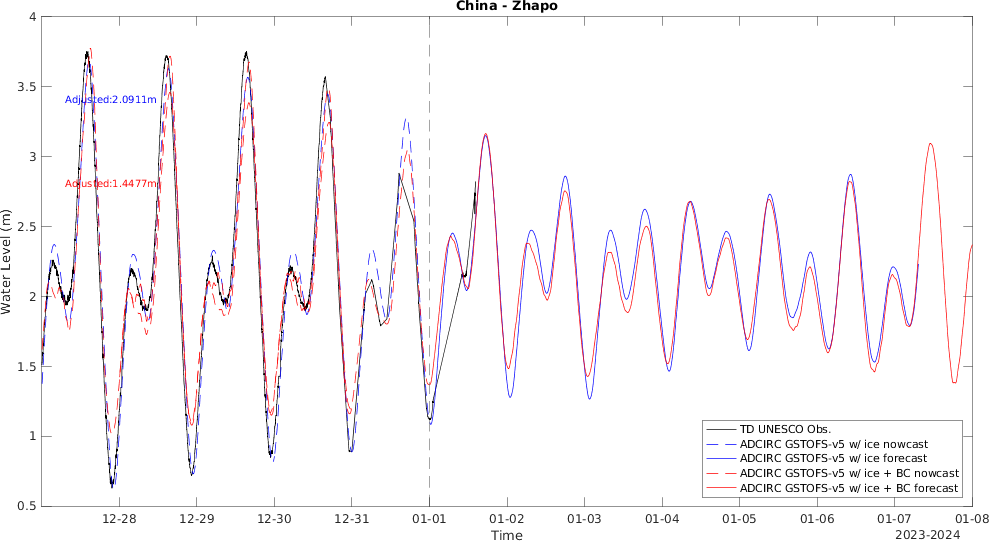 China - Zhapo
4
3.5
3
2.5
2
1.5
1
0.5
Water Level (m)
Adjusted:2.0911m
Adjusted:1.4477m
TD UNESCO Obs.
ADCIRC GSTOFS-v5 w/ ice nowcast
ADCIRC GSTOFS-v5 w/ ice forecast
ADCIRC GSTOFS-v5 w/ ice + BC nowcast
ADCIRC GSTOFS-v5 w/ ice + BC forecast
12-28 12-29 12-30 12-31 01-01 01-02 01-03 01-04 01-05 01-06 01-07 01-08
Time
2023-2024